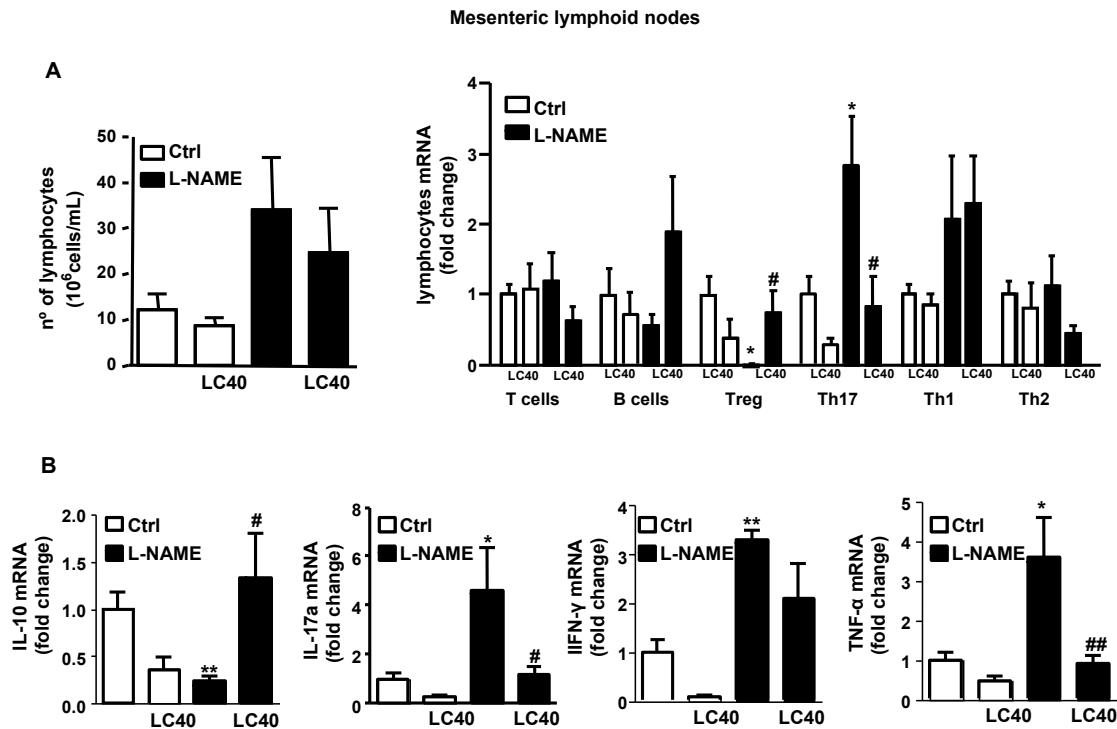 Mesenteric lymphoid nodes
A
nº of lymphocytes
(10⁶cells/mL)
50
40
30
20
10
0
Ctrl
L-NAME
LC40
LC40
lymphocytes mRNA
(fold change)
4
2
1
0
Ctrl
L-NAME
*
#
*
#
LC40 LC40 LC40 LC40 LC40 LC40 LC40 LC40 LC40 LC40 LC40 LC40
T cells B cells Treg Th17 Th1 Th2
B
IL-10 mRNA
(fold change)
2.0
1.5
1.0
0.5
0.0
Ctrl
L-NAME
**
#
LC40 LC40
IL-17a mRNA
(fold change)
8
6
4
2
0
Ctrl
L-NAME
*
#
LC40 LC40
IIFN-γ mRNA
(fold change)
4
3
2
1
0
Ctrl
L-NAME
**
LC40 LC40
TNF-α mRNA
(fold change)
5
4
3
2
1
0
Ctrl
L-NAME
*
##
LC40 LC40